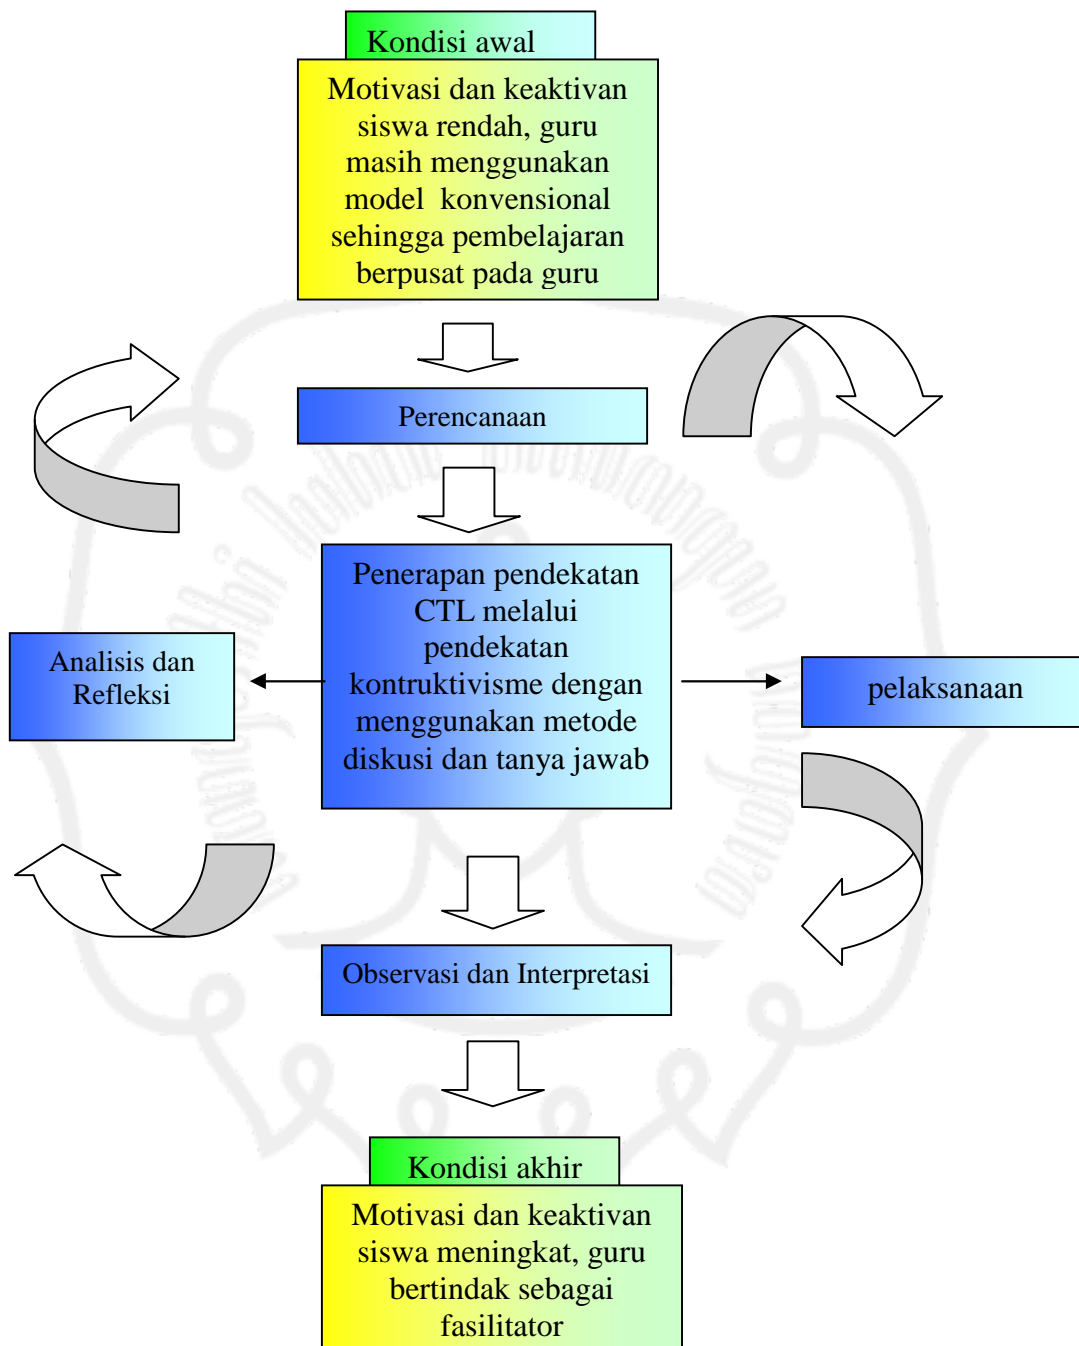 Kondisi awal
Motivasi dan keaktivan
siswa rendah, guru
masih menggunakan
model konvensional
sehingga pembelajaran
berpusat pada guru
Perencanaan
Penerapan pendekatan
CTL melalui
pendekatan
kontruktivisme dengan
menggunakan metode
diskusi dan tanya jawab
Analisis dan
Refleksi
pelaksanaan
Observasi dan Interpretasi
Kondisi akhir
Motivasi dan keaktivan
siswa meningkat, guru
bertindak sebagai
fasilitator